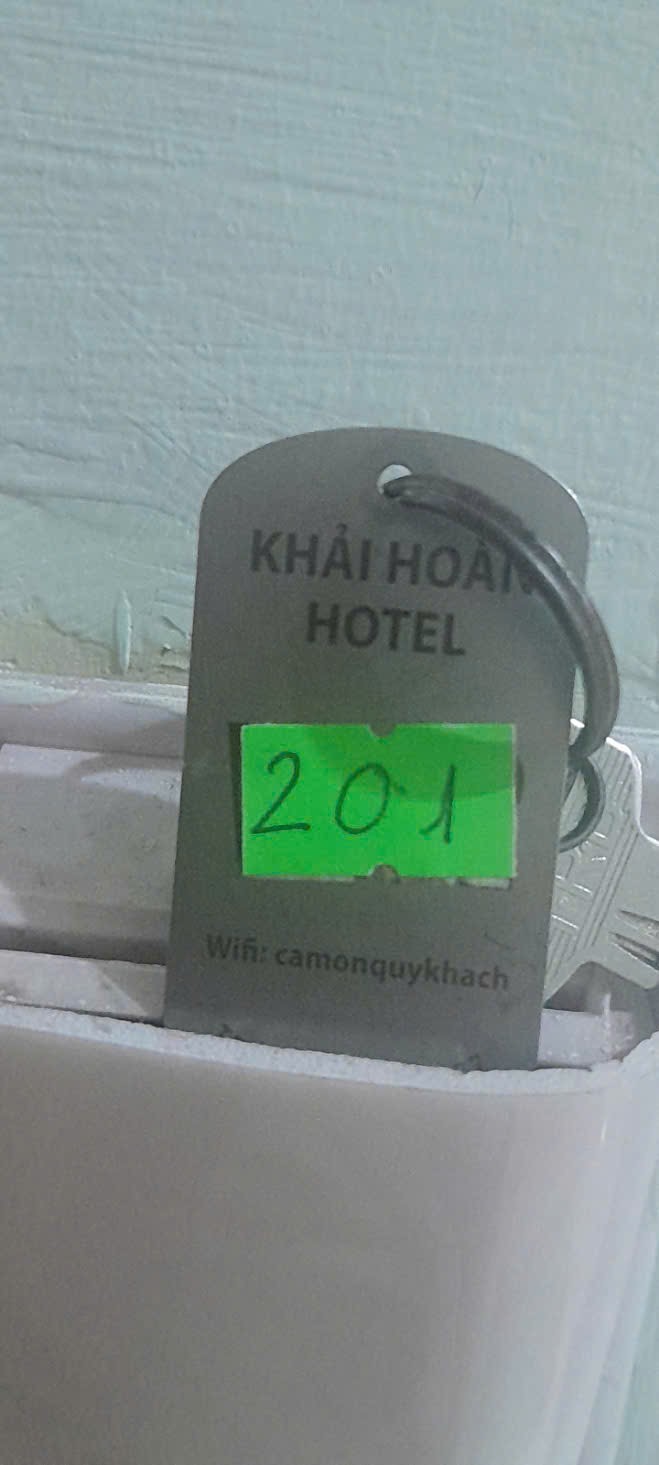 KHẢI HOÀN
HOTEL
201
Wifi: camonquykhach